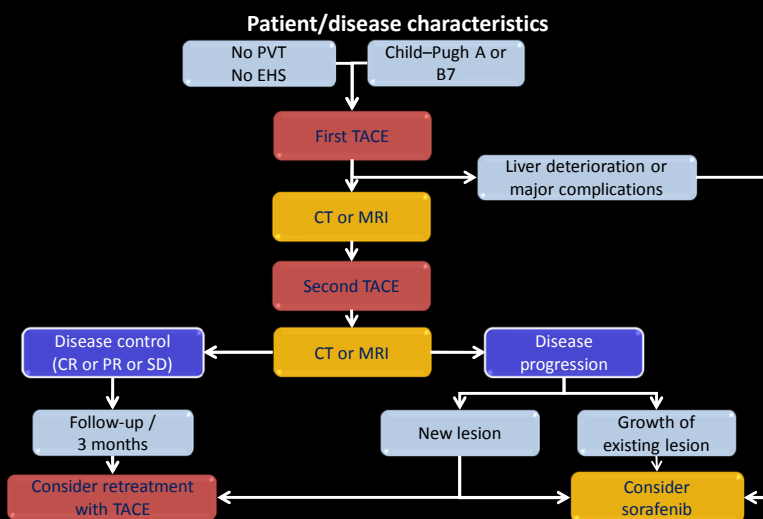 Patient/disease characteristics
No PVT
No EHS
Child–Pugh A or
B7
First TACE
Liver deterioration or
major complications
CT or MRI
Second TACE
Disease control
(CR or PR or SD)
CT or MRI
Disease
progression
Follow-up /
3 months
New lesion
Growth of
existing lesion
Consider retreatment
with TACE
Consider
sorafenib